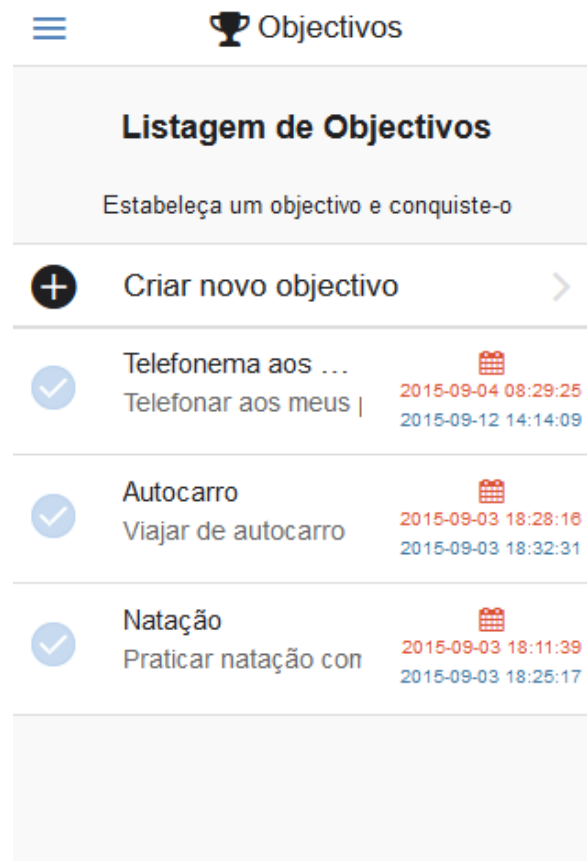 Objectivos
Listagem de Objectivos
Estabeleça um objectivo e conquiste-o
Criar novo objectivo
Telefonema aos ...
Telefonar aos meus
2015-09-04 08:29:25
2015-09-12 14:14:09
Autocarro
Viajar de autocarro
2015-09-03 18:28:16
2015-09-03 18:32:31
Natação
Praticar natação com
2015-09-03 18:11:39
2015-09-03 18:25:17